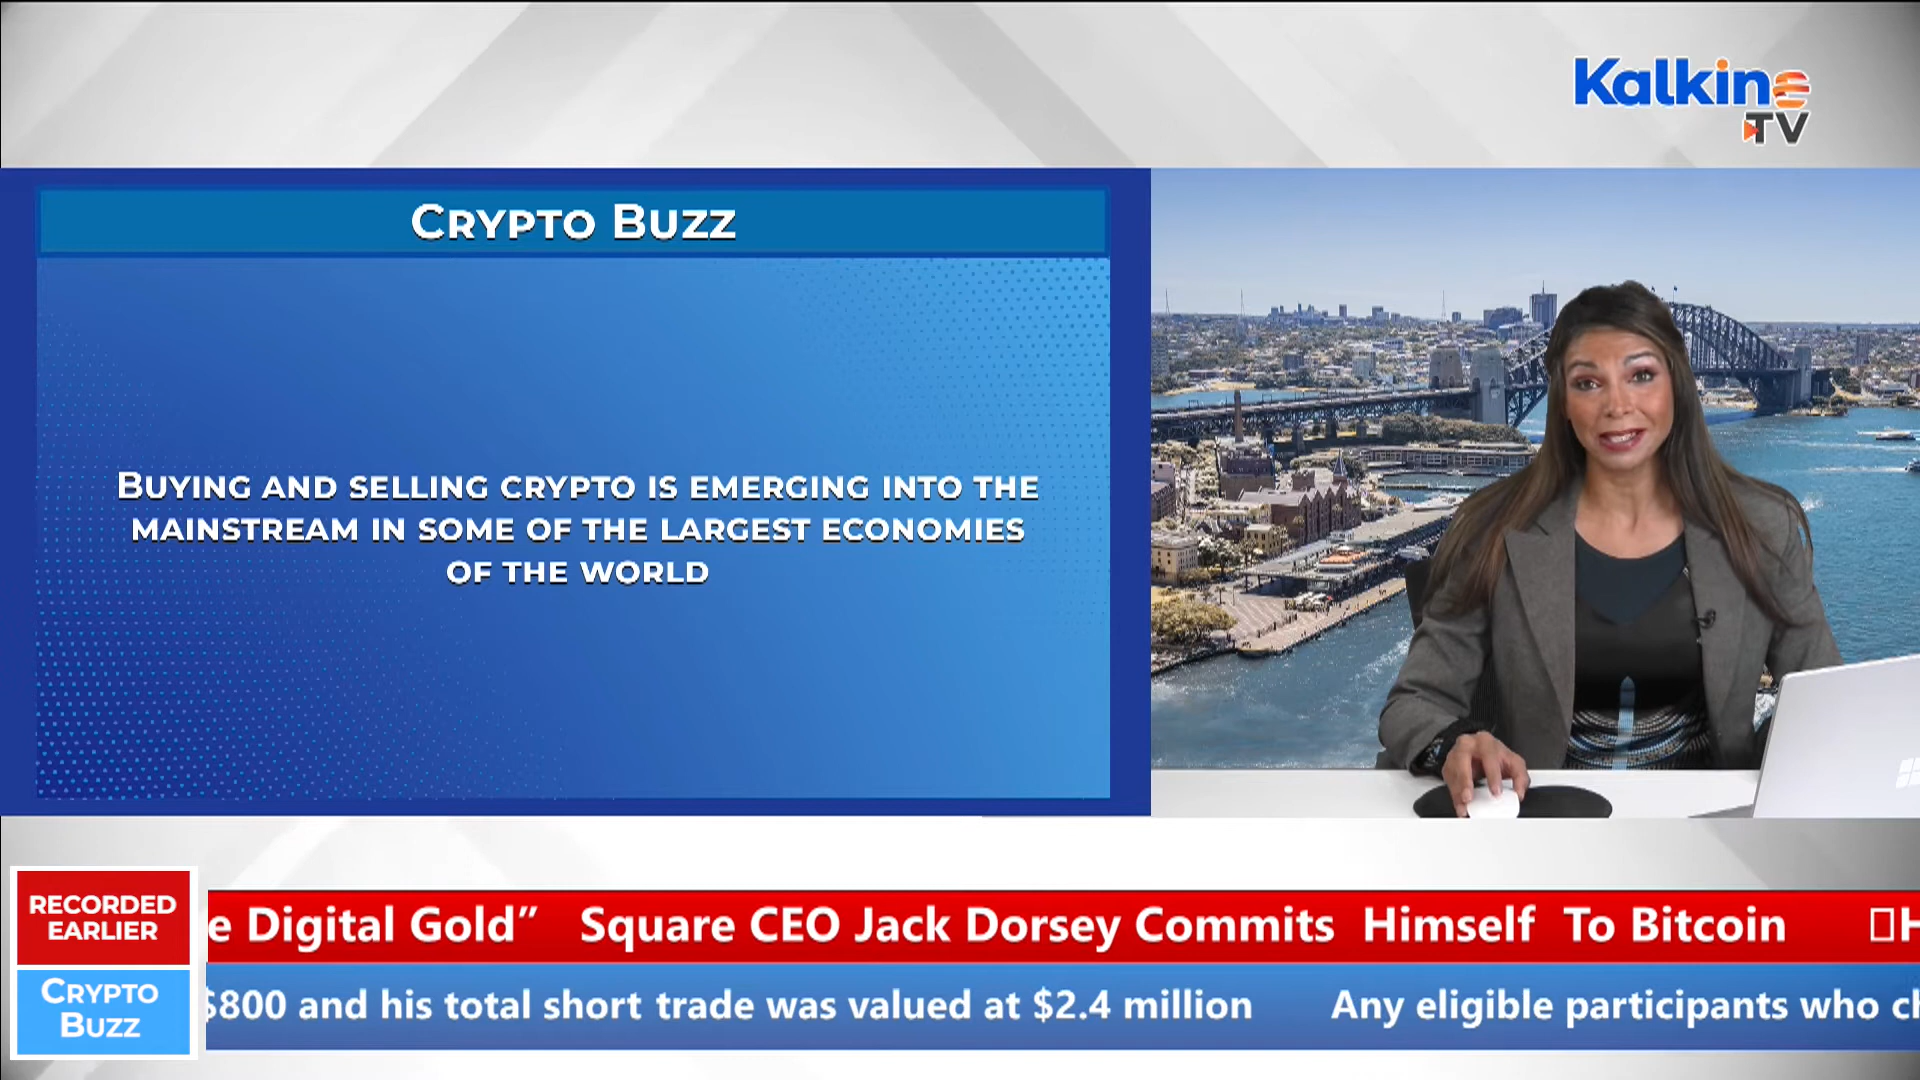 Kalkine
TV
CRYPTO BUZZ
BUYING AND SELLING CRYPTO IS EMERGING INTO THE
MAINSTREAM IN SOME OF THE LARGEST ECONOMIES
OF THE WORLD
RECORDED
EARLIER
e Digital Gold” Square CEO Jack Dorsey Commits Himself To Bitcoin H
CRYPTO
BUZZ
$800 and his total short trade was valued at $2.4 million Any eligible participants who ch